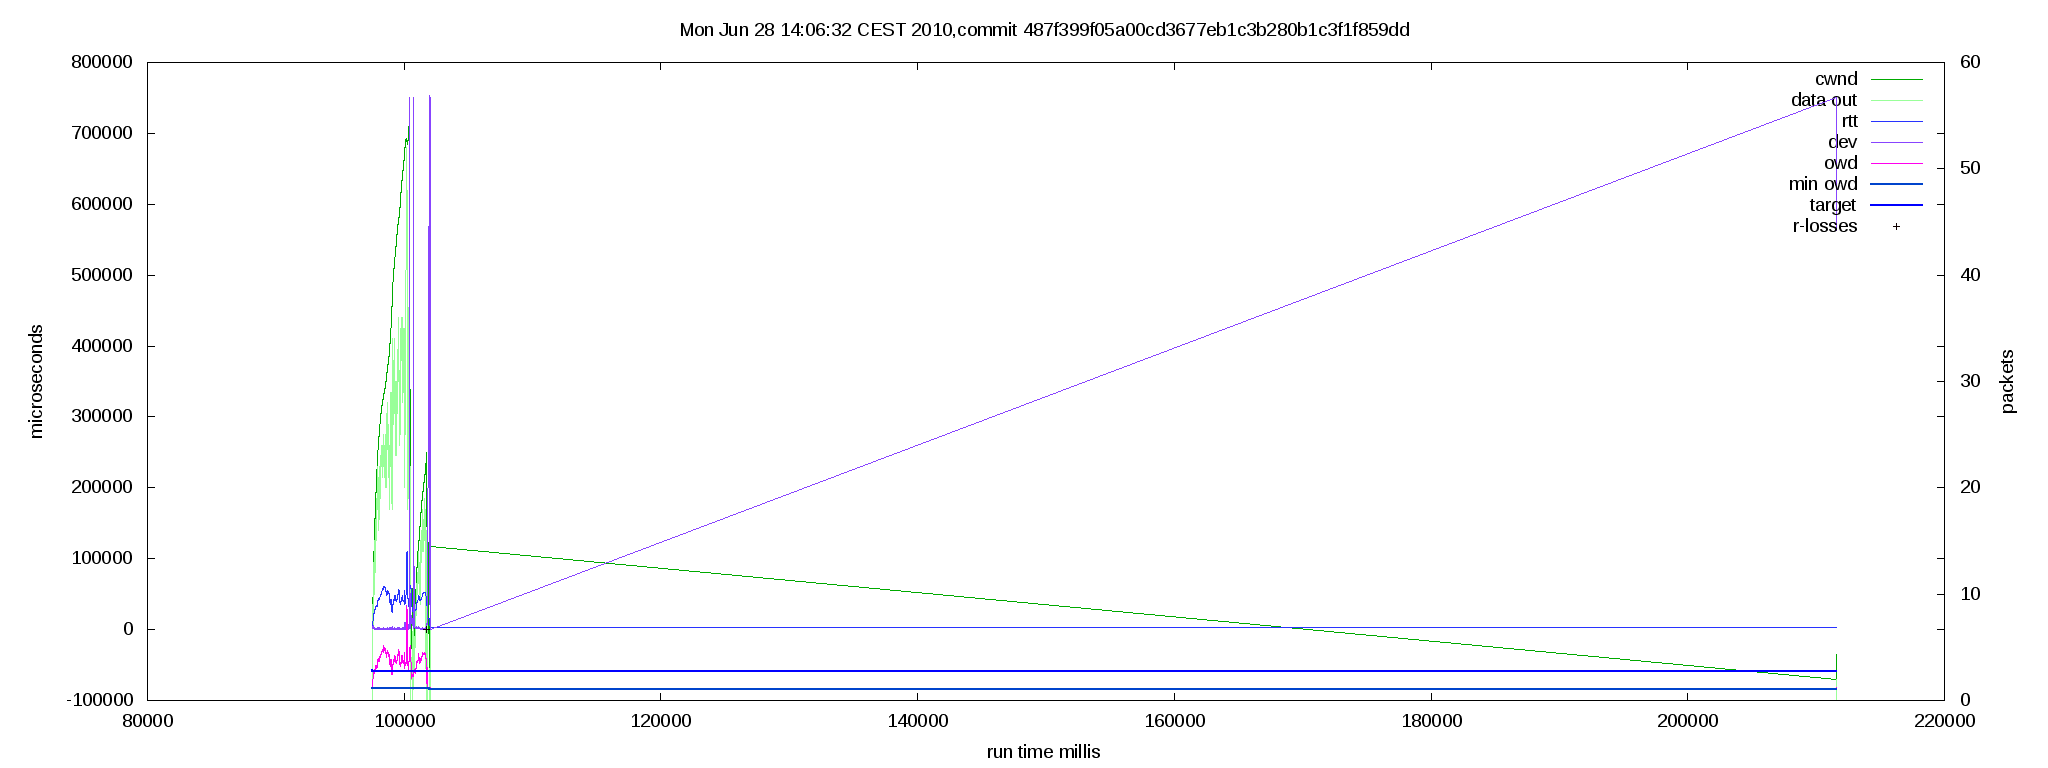 Mon Jun 28 14:06:32 CEST 2010,commit 487f399f05a00cd3677eb1c3b280b1c3f1f859dd
800000
700000
600000
500000
400000
300000
200000
100000
0
-100000
microseconds
60
50
40
30
20
10
0
packets
cwnd
data out
rtt
dev
owd
min owd
target
r-losses
80000
100000
120000
140000
160000
180000
200000
220000
run time millis